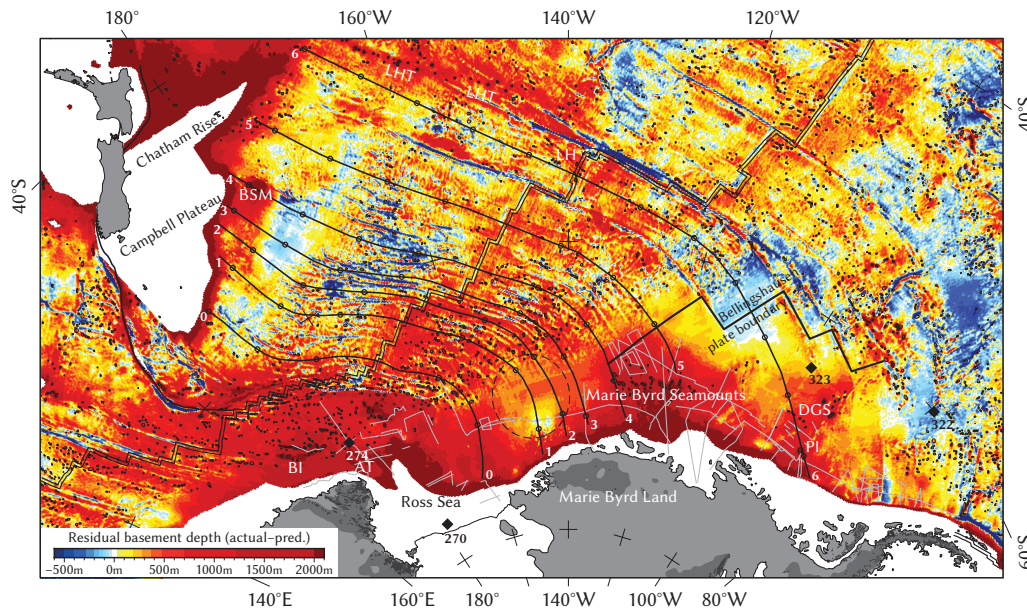 180° 160°W 140°W 120°W
6
LHT
LHT
5
Chatham Rise
LHT
40°S
40°S
4
BSM
3
Campbell Plateau
2
1
0
Bellingshausen
plate boundary
5
323
Marie Byrd Seamounts
DGS
322
3 4
2
274
BI AT
1
PI
0
6
Ross Sea
Marie Byrd Land
270
Residual basement depth (actual–pred.)
−500m 0m 500m 1000m 1500m 2000m
60°S
140°E 160°E 180° 140°W 100°W 80°W